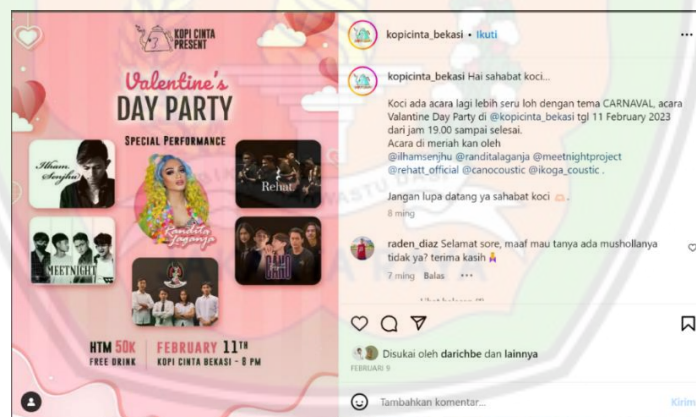 KOPI CINTA
PRESENT
Valentine's
DAY PARTY
SPECIAL PERFORMANCE
Ilham
Senjhu
Randita
Laganja
Rehat
MEETNIGHT
CANO
HTM 50K
FREE DRINK
FEBRUARY 11TH
KOPI CINTA BEKASI - 8 PM
kopicinta_bekasi • Ikuti
kopicinta_bekasi Hai sahabat koci...
Koci ada acara lagi lebih seru loh dengan tema CARNAVAL, acara
Valantine Day Party di @kopicinta_bekasi tgl 11 February 2023
dari jam 19.00 sampai selesai.
Acara di meriah kan oleh
@ilhamsenjhu @randitalaganja @meetnightproject
@rehatt_official @canocoustic @ikoga_coustic .
Jangan lupa datang ya sahabat koci
8 ming
raden_diaz Selamat sore, maaf mau tanya ada mushollanya
tidak ya? terima kasih
7 ming Balas
Disukai oleh darichbe dan lainnya
FEBRUARI 9
Tambahkan komentar...
Kirim